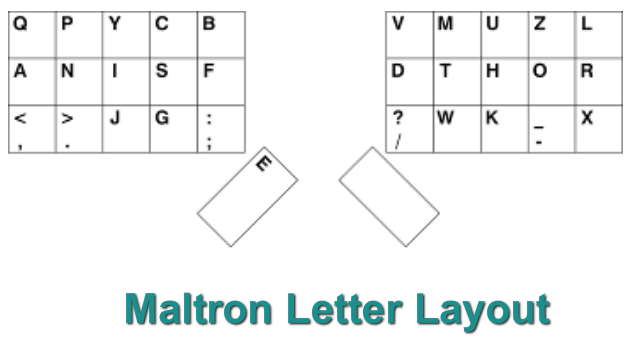 Q P Y C B V M U Z L
A N I S F D T H O R
< > J G : ? W K _ X
, . ; / -
E
Maltron Letter Layout